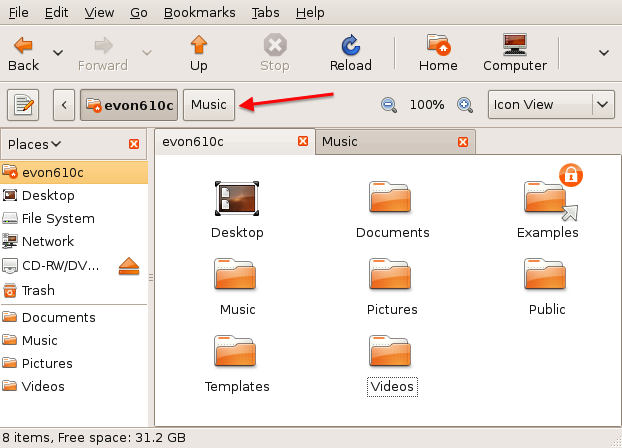 File Edit View Go Bookmarks Tabs Help
Back Forward Up Stop Reload Home Computer
evon610c Music 100% Icon View
Places evon610c Music
evon610c
Desktop
File System
Network
CD-RW/DV...
Trash
Documents
Music
Pictures
Videos
Desktop Documents Examples
Music Pictures Public
Templates Videos
8 items, Free space: 31.2 GB